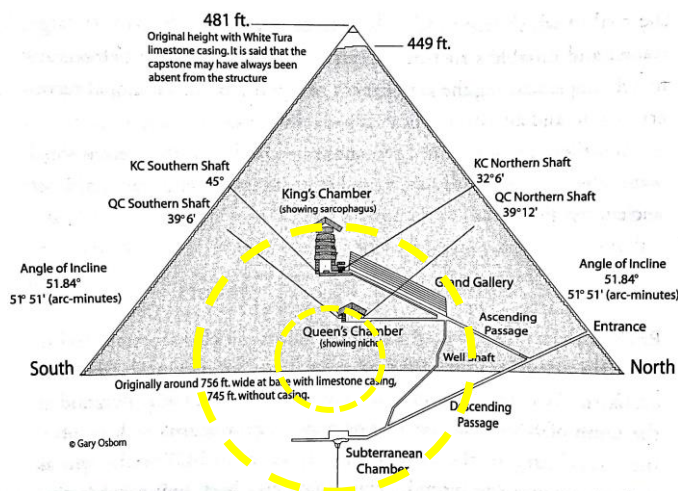 481 ft.
Original height with White Tura
limestone casing. It is said that the
capstone may have always been
absent from the structure
449 ft.
KC Southern Shaft
45°
QC Southern Shaft
39° 6'
King's Chamber
(showing sarcophagus)
KC Northern Shaft
32° 6'
QC Northern Shaft
39° 12'
Angle of Incline
51.84°
51° 51' (arc-minutes)
Grand Gallery
Angle of Incline
51.84°
51° 51' (arc-minutes)
Ascending
Passage
Entrance
Queen's Chamber
(showing niche)
Well Shaft
South
North
Originally around 756 ft. wide at base with limestone casing,
745 ft. without casing.
Descending
Passage
© Gary Osborn
Subterranean
Chamber